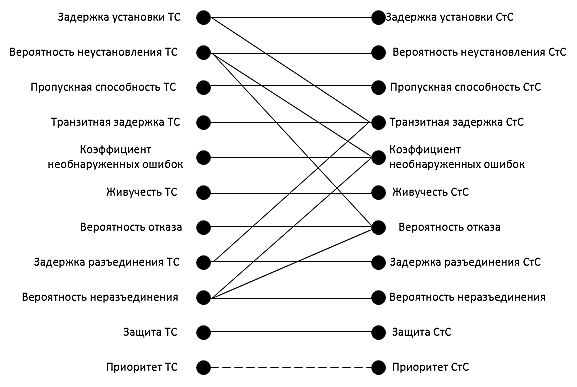 Задержка установки ТС
Задержка установки СтС
Вероятность неустановления ТС
Вероятность неустановления СтС
Пропускная способность ТС
Пропускная способность СтС
Транзитная задержка ТС
Транзитная задержка СтС
Коэффициент
необнаруженных ошибок
Коэффициент
необнаруженных ошибок
Живучесть ТС
Живучесть СтС
Вероятность отказа
Вероятность отказа
Задержка разъединения ТС
Задержка разъединения СтС
Вероятность неразъединения
Вероятность неразъединения
Защита ТС
Защита СтС
Приоритет ТС
Приоритет СтС